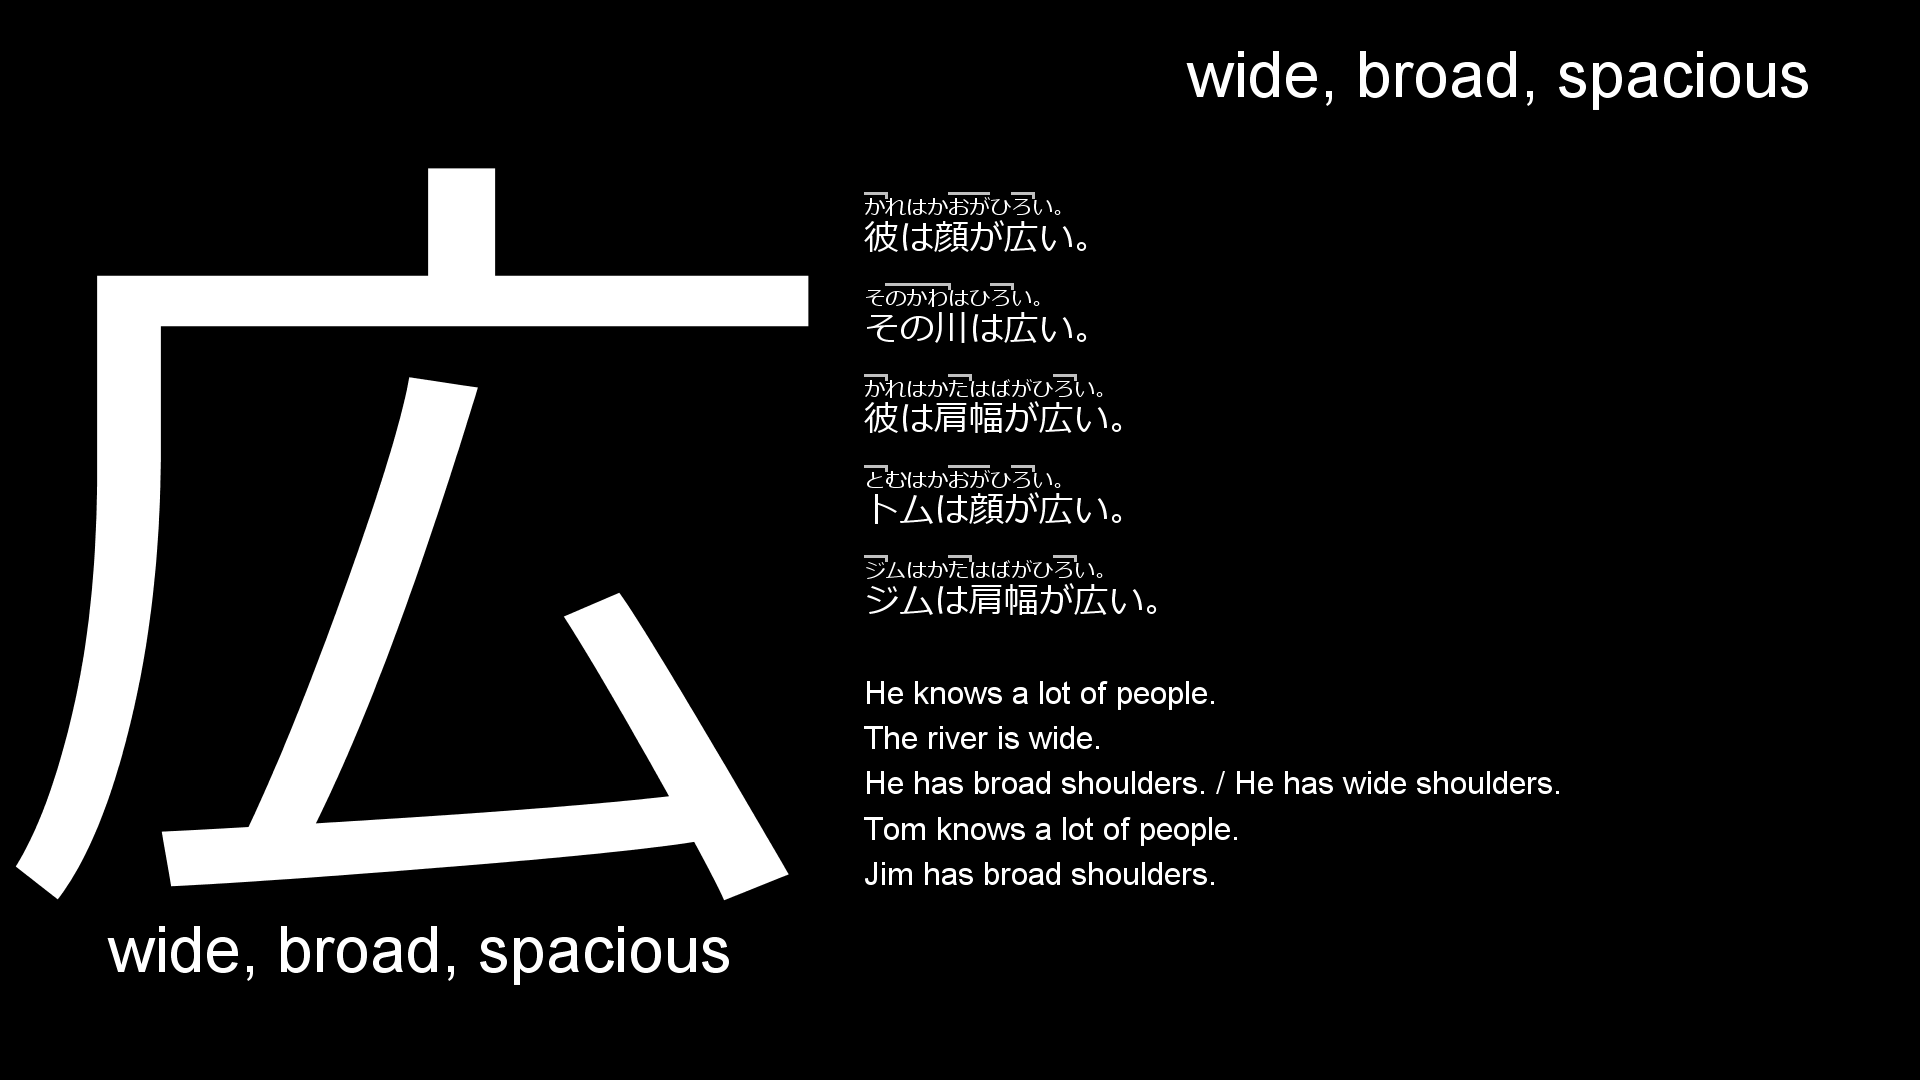 wide, broad, spacious
広
かれはかおがひろい。
彼は顔が広い。
そのかわはひろい。
その川は広い。
かれはかたはばがひろい。
彼は肩幅が広い。
とむはかおがひろい。
トムは顔が広い。
ジムはかたはばがひろい。
ジムは肩幅が広い。
He knows a lot of people.
The river is wide.
He has broad shoulders. / He has wide shoulders.
Tom knows a lot of people.
Jim has broad shoulders.
wide, broad, spacious